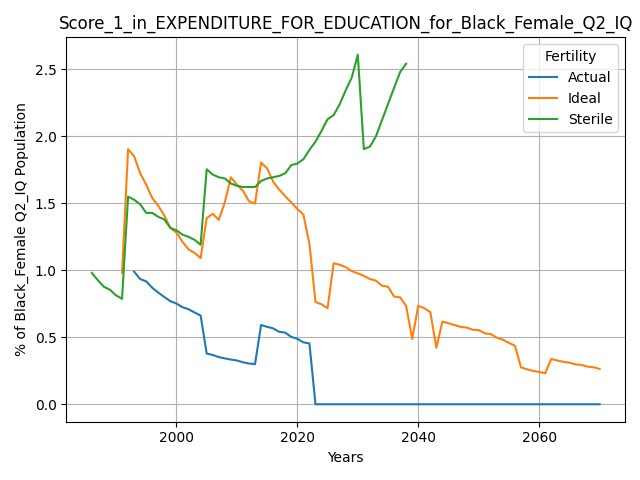 Score_1_in_EXPENDITURE_FOR_EDUCATION_for_Black_Female_Q2_IQ
% of Black_Female Q2_IQ Population
2.5
2.0
1.5
1.0
0.5
0.0
Fertility
Actual
Ideal
Sterile
2000
2020
2040
2060
Years